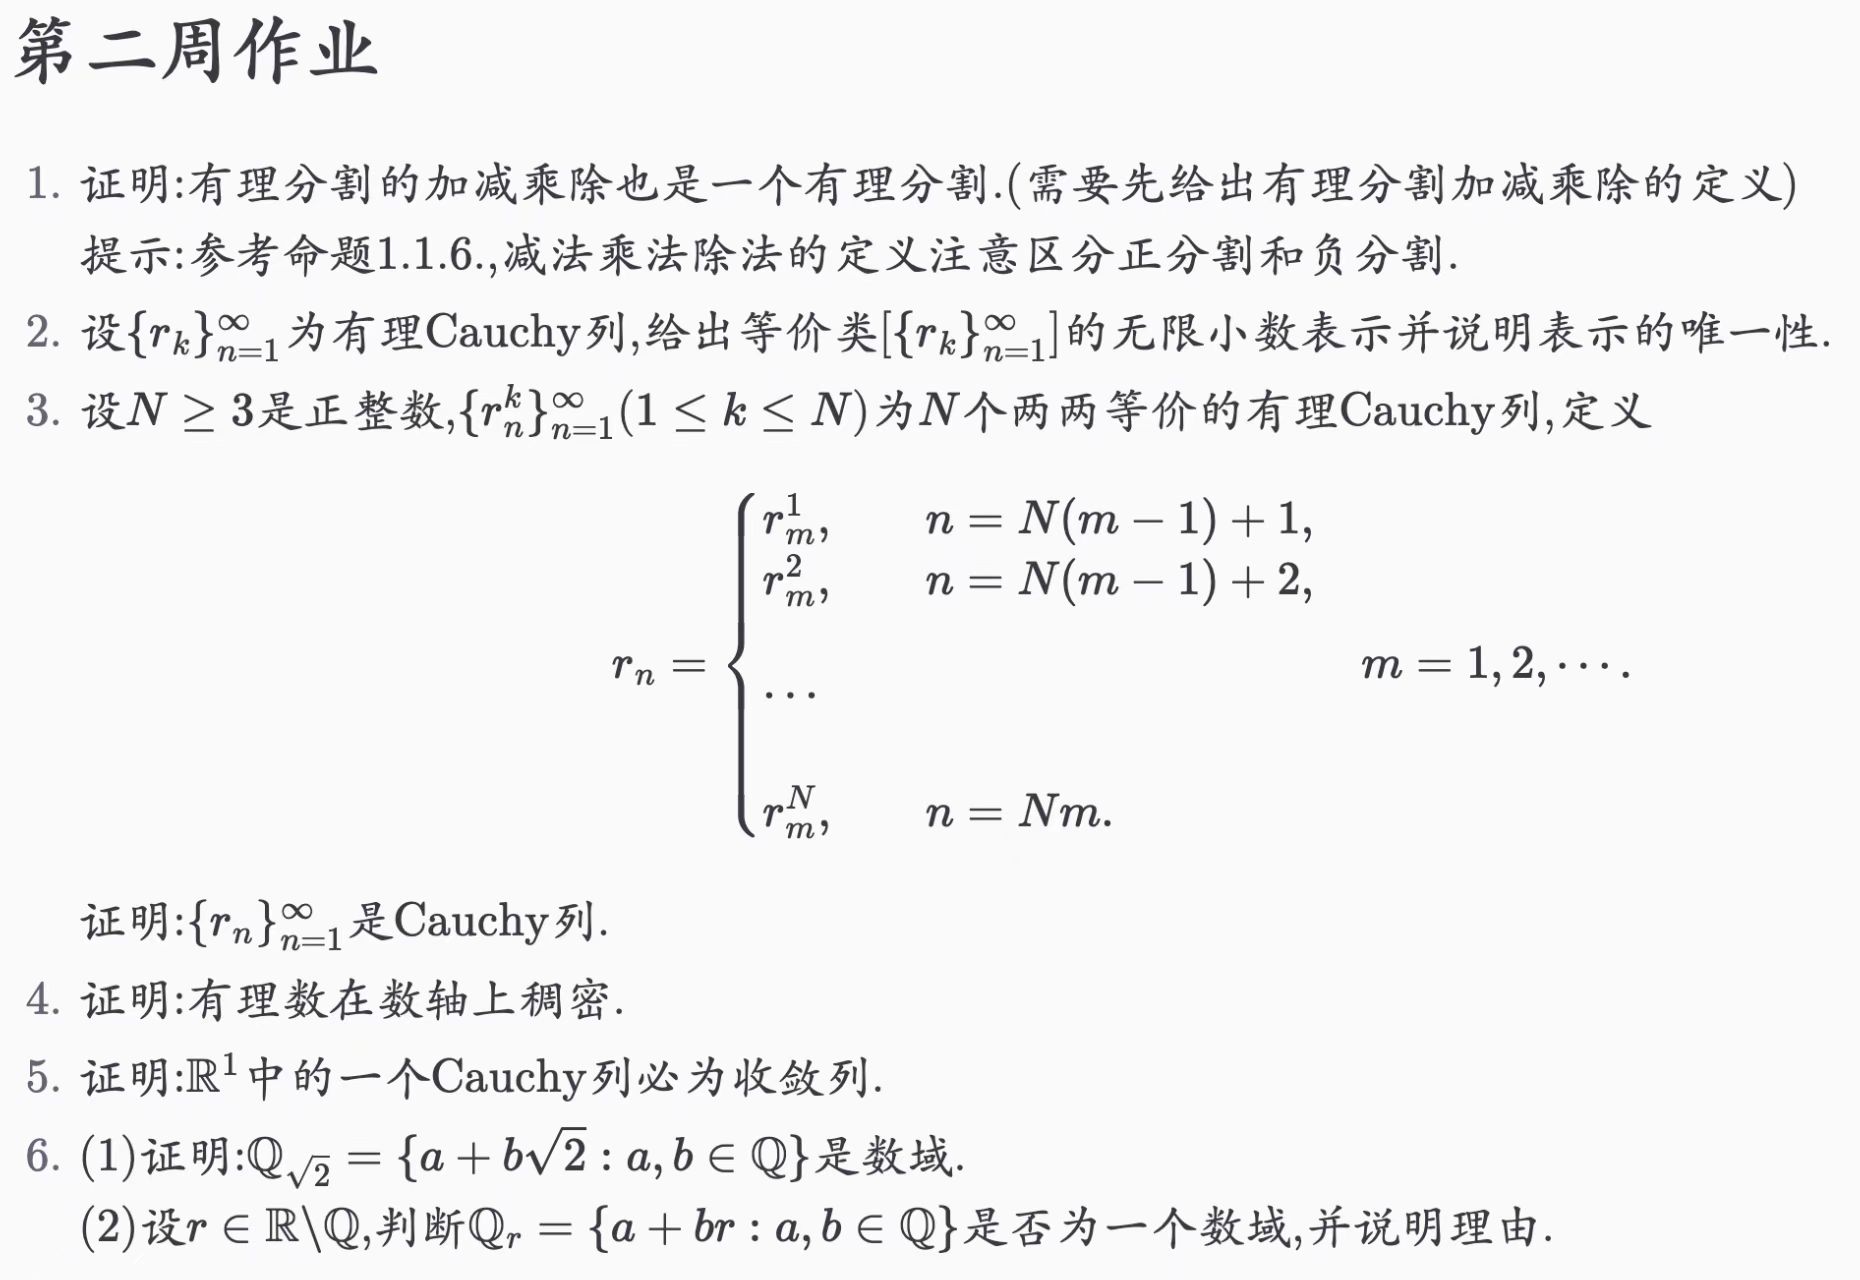 第二周作业
1. 证明:有理分割的加减乘除也是一个有理分割.(需要先给出有理分割加减乘除的定义)
提示:参考命题1.1.6.,减法乘法除法的定义注意区分正分割和负分割.
2. 设$\{r_k\}_{n=1}^{\infty}$为有理Cauchy列,给出等价类$[\{r_k\}_{n=1}^{\infty}]$的无限小数表示并说明表示的唯一性.
3. 设$N \geq 3$是正整数,$\{r_n^k\}_{n=1}^{\infty}(1 \leq k \leq N)$为$N$个两两等价的有理Cauchy列,定义
$r_m^1, \quad n = N(m-1)+1,$
$r_m^2, \quad n = N(m-1)+2,$
$r_n = \begin{cases} \cdots \end{cases} \quad m = 1, 2, \cdots.$
$r_m^N, \quad n = Nm.$
证明:$\{r_n\}_{n=1}^{\infty}$是Cauchy列.
4. 证明:有理数在数轴上稠密.
5. 证明:$\mathbb{R}^1$中的一个Cauchy列必为收敛列.
6. (1)证明:$\mathbb{Q}_{\sqrt{2}} = \{a + b\sqrt{2} : a, b \in \mathbb{Q}\}$是数域.
(2)设$r \in \mathbb{R} \backslash \mathbb{Q}$,判断$\mathbb{Q}_r = \{a + br : a, b \in \mathbb{Q}\}$是否为一个数域,并说明理由.